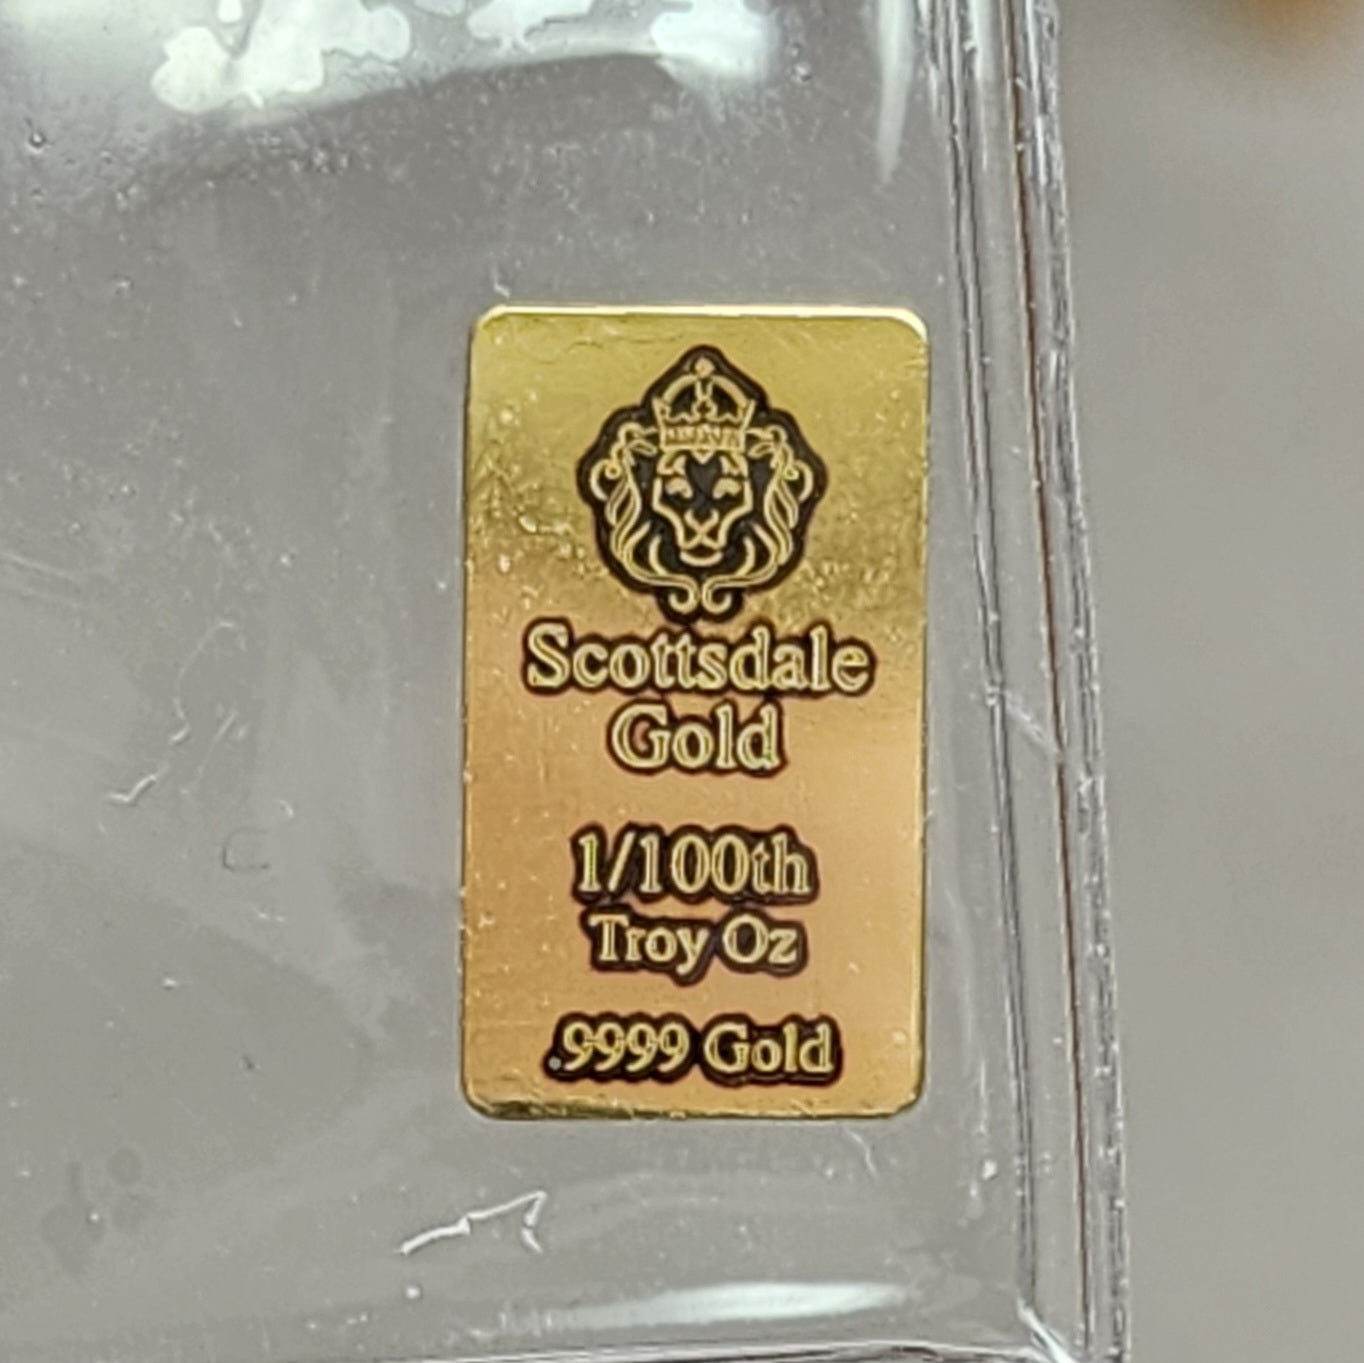 Scottsdale
Gold
1/100th
Troy Oz
.9999 Gold